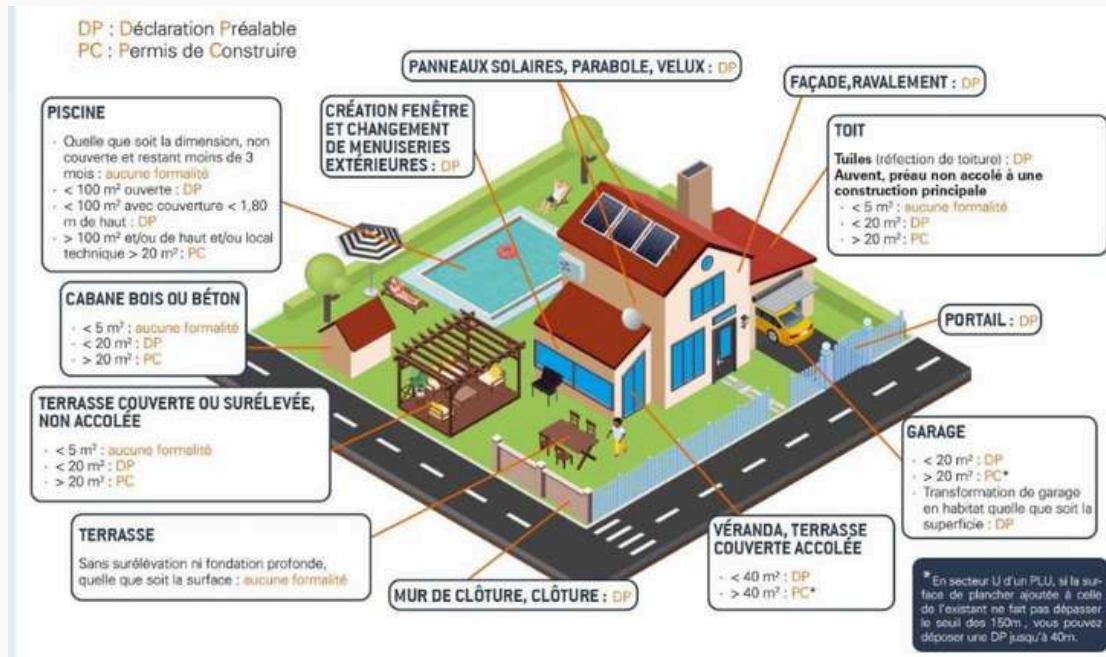 DP : Déclaration Préalable
PC : Permis de Construire
PANNEAUX SOLAIRES, PARABOLE, VELUX : DP
FAÇADE,RAVALEMENT : DP
PISCINE
· Quelle que soit la dimension, non
couverte et restant moins de 3
mois : aucune formalité
· < 100 m² ouverte : DP
· < 100 m² avec couverture < 1,80
m de haut : DP
· > 100 m² et/ou de haut et/ou local
technique > 20 m² : PC
CRÉATION FENÊTRE
ET CHANGEMENT
DE MENUISERIES
EXTÉRIEURES : DP
TOIT
Tuiles (réfection de toiture) : DP
Auvent, préau non accolé à une
construction principale
· < 5 m² : aucune formalité
· < 20 m² : DP
· > 20 m² : PC
CABANE BOIS OU BÉTON
· < 5 m² : aucune formalité
· < 20 m² : DP
· > 20 m² : PC
PORTAIL : DP
TERRASSE COUVERTE OU SURÉLEVÉE,
NON ACCOLÉE
· < 5 m² : aucune formalité
· < 20 m² : DP
· > 20 m² : PC
GARAGE
· < 20 m² : DP
· > 20 m² : PC*
· Transformation de garage
en habitat quelle que soit la
superficie : DP
TERRASSE
Sans surélévation ni fondation profonde,
quelle que soit la surface : aucune formalité
MUR DE CLÔTURE, CLÔTURE : DP
VÉRANDA, TERRASSE
COUVERTE ACCOLÉE
· < 40 m² : DP
· > 40 m² : PC*
* En secteur U d'un PLU, si la sur-
face de plancher ajoutée à celle
de l'existant ne fait pas dépasser
le seuil des 150m , vous pouvez
déposer une DP jusqu'à 40m.